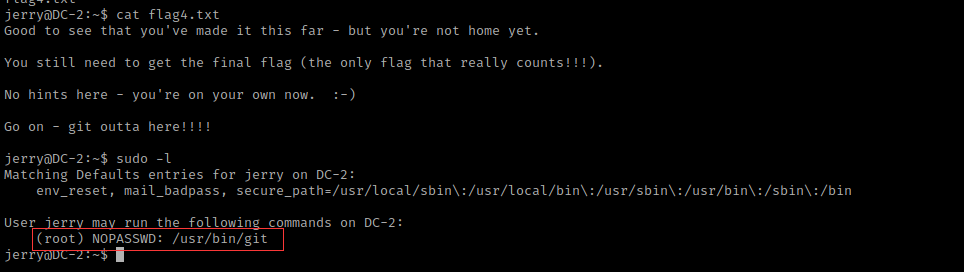 jerry@DC-2:~$ cat flag4.txt
Good to see that you've made it this far - but you're not home yet.
You still need to get the final flag (the only flag that really counts!!!).
No hints here - you're on your own now.  :-)
Go on - git outta here!!!!
jerry@DC-2:~$ sudo -l
Matching Defaults entries for jerry on DC-2:
    env_reset, mail_badpass, secure_path=/usr/local/sbin\:/usr/local/bin\:/usr/sbin\:/usr/bin\:/sbin\:/bin
User jerry may run the following commands on DC-2:
    (root) NOPASSWD: /usr/bin/git
jerry@DC-2:~$